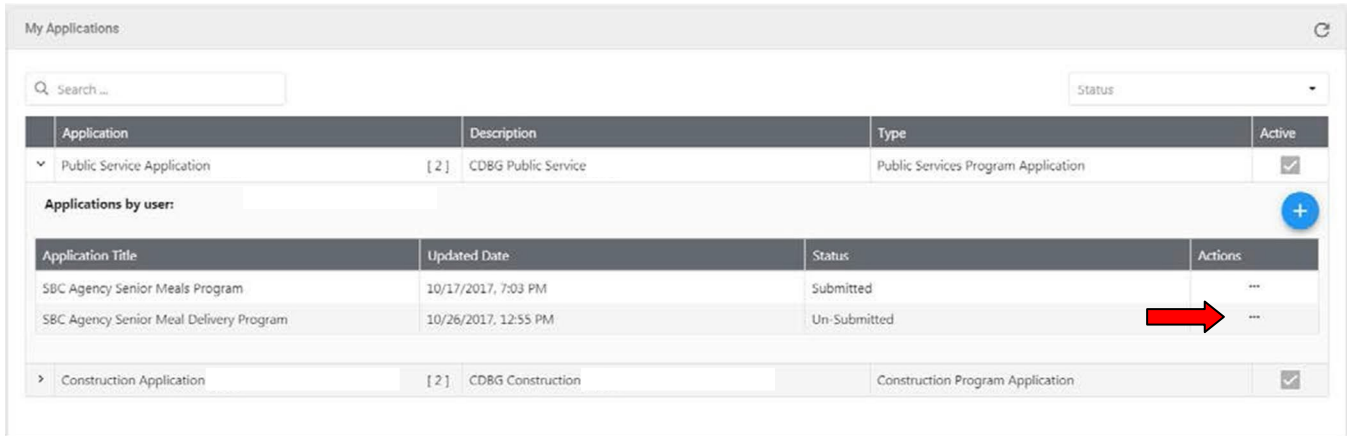 My Applications
Search ...
Status
Application Description Type Active
Public Service Application [ 2 ] CDBG Public Service Public Services Program Application
Applications by user:
+
Application Title Updated Date Status Actions
SBC Agency Senior Meals Program 10/17/2017, 7:03 PM Submitted ...
SBC Agency Senior Meal Delivery Program 10/26/2017, 12:55 PM Un-Submitted ...
Construction Application [ 2 ] CDBG Construction Construction Program Application